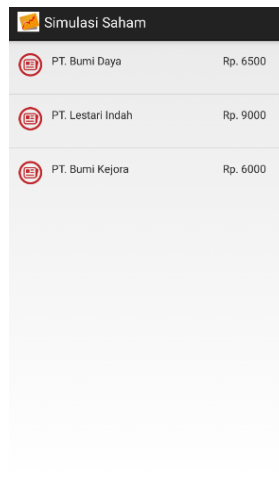 Simulasi Saham
PT. Bumi Daya Rp. 6500
PT. Lestari Indah Rp. 9000
PT. Bumi Kejora Rp. 6000